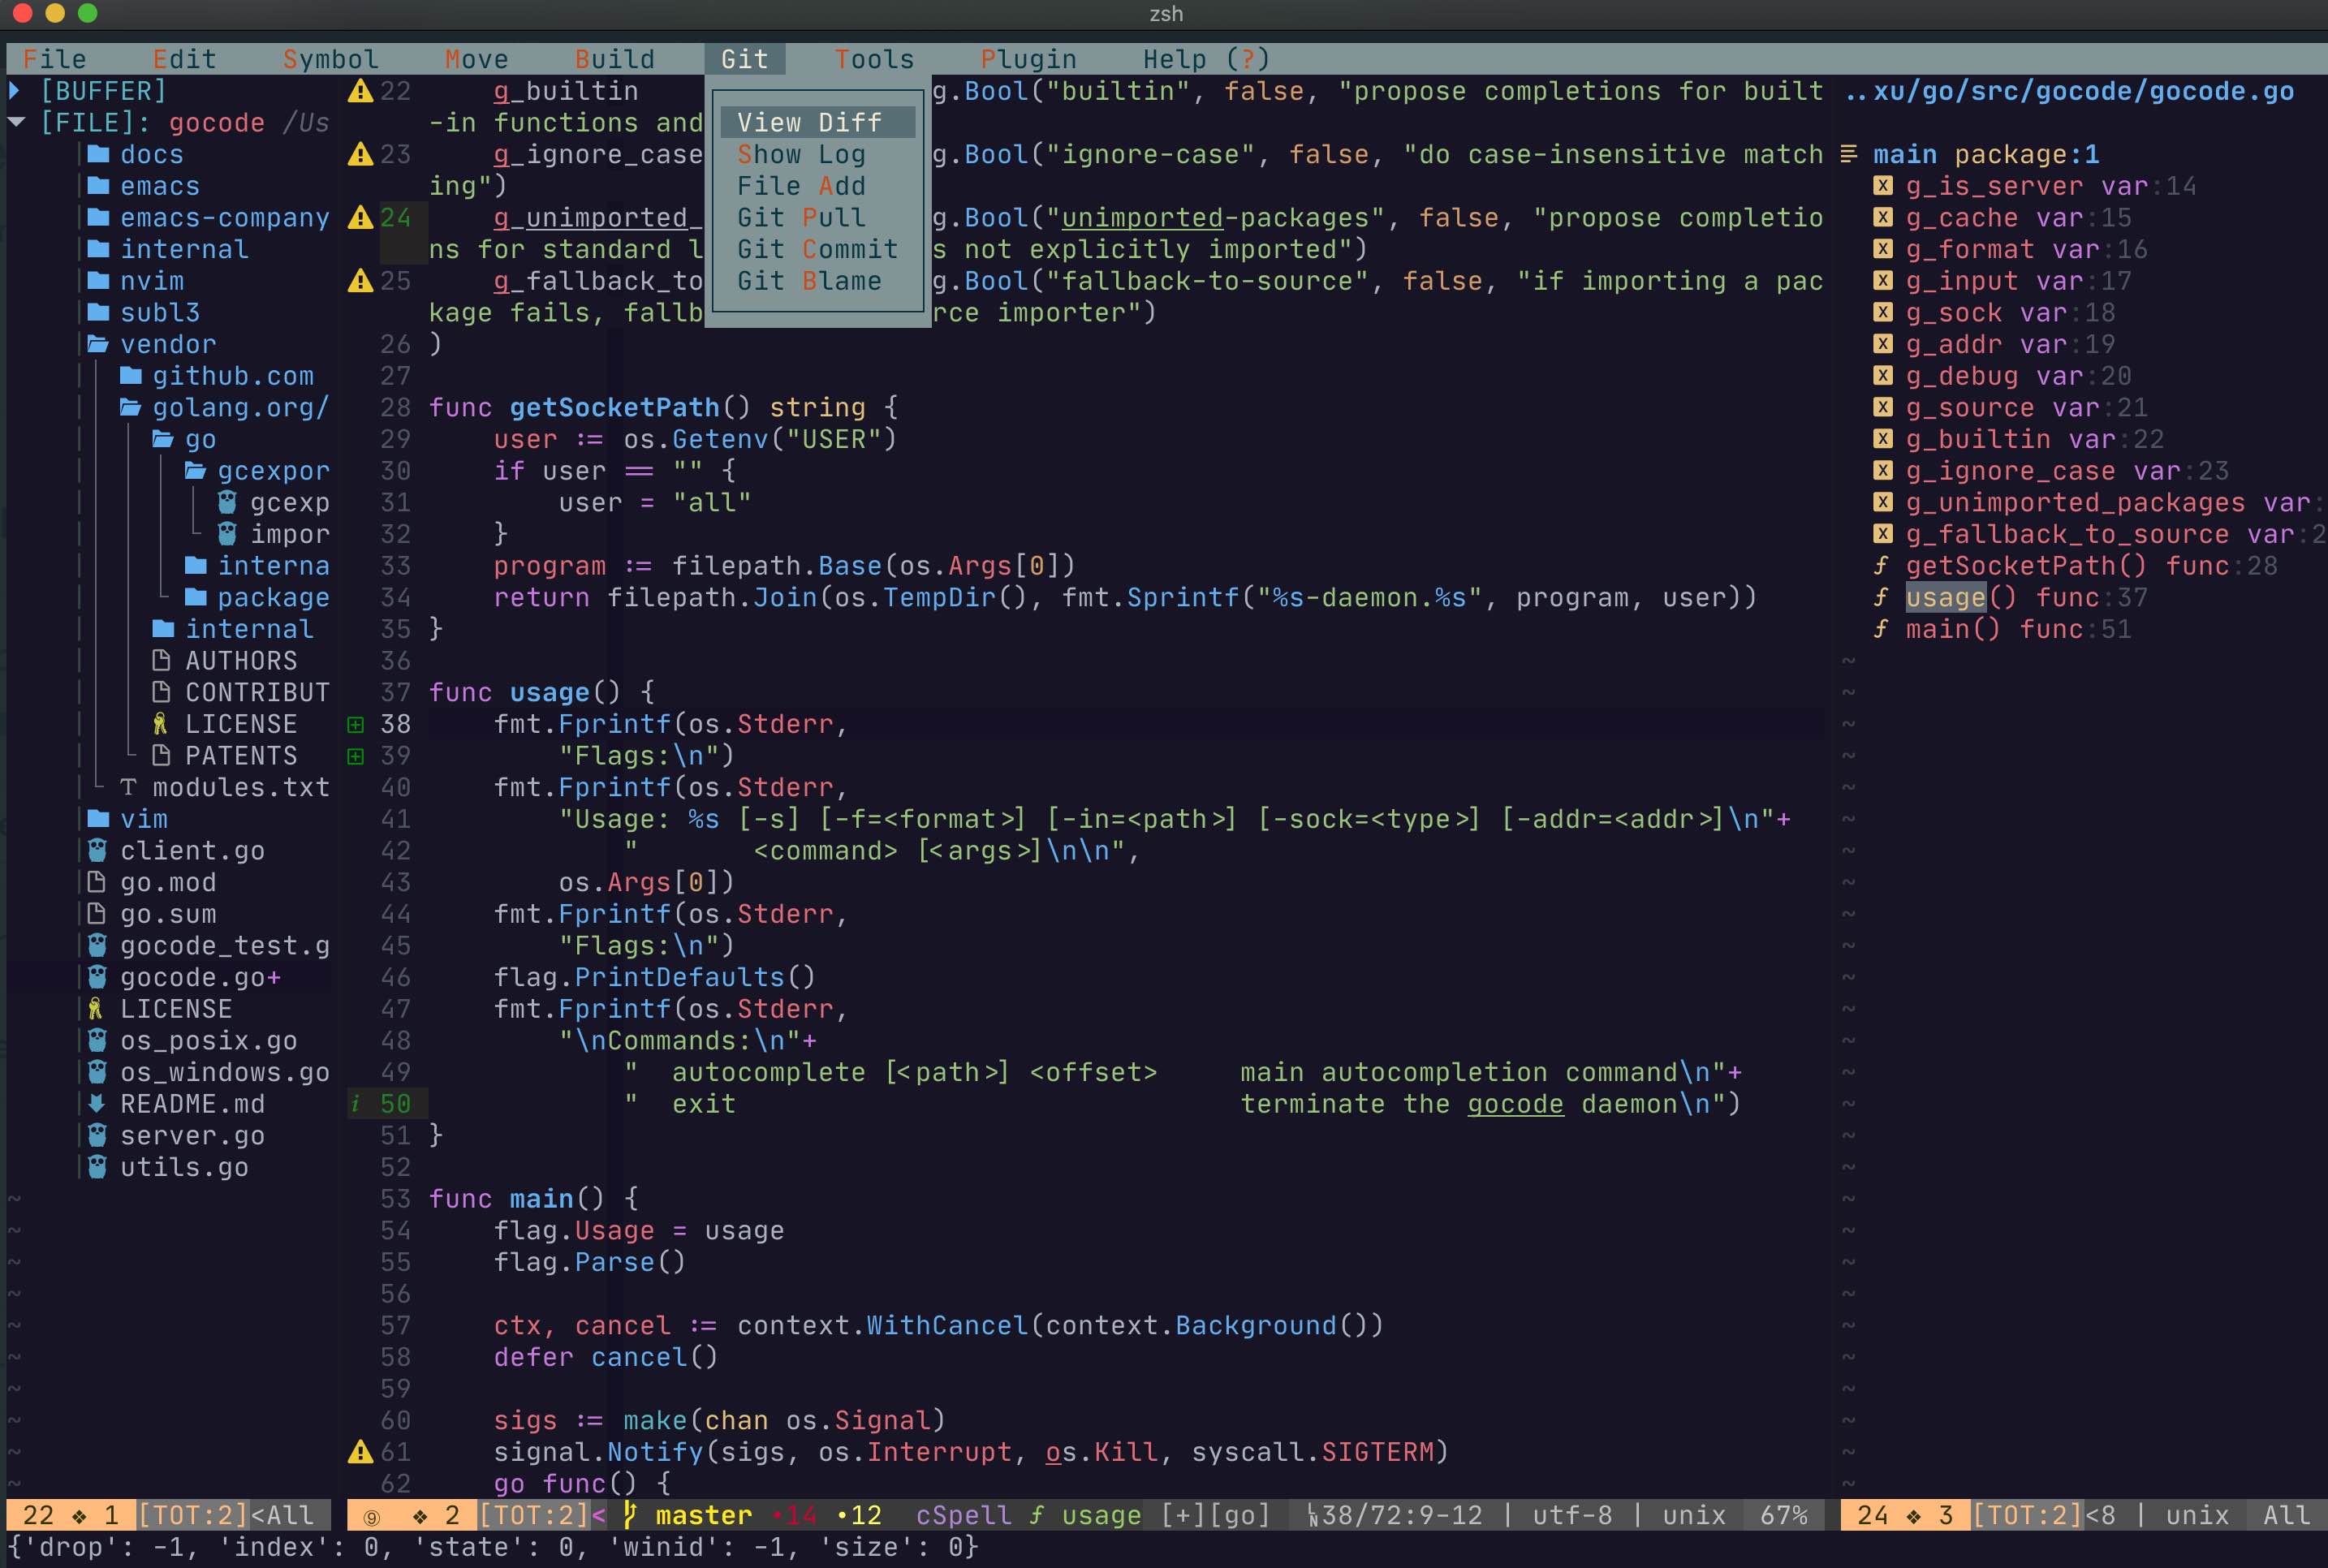 zsh
File Edit Symbol Move Build Git Tools Plugin Help (?)
[BUFFER]
[FILE]: gocode /Us
docs
emacs
emacs-company
internal
nvim
subl3
vendor
github.com
golang.org/
go
gcexpor
gcexp
impor
interna
package
internal
AUTHORS
CONTRIBUT
LICENSE
PATENTS
modules.txt
vim
client.go
go.mod
go.sum
gocode_test.g
gocode.go+
LICENSE
os_posix.go
os_windows.go
README.md
server.go
utils.go
22 g_builtin g.Bool("builtin", false, "propose completions for built
-in functions and
23 g_ignore_case g.Bool("ignore-case", false, "do case-insensitive match
ing")
24 g_unimported_ g.Bool("unimported-packages", false, "propose completio
ns for standard l s not explicitly imported")
25 g_fallback_to g.Bool("fallback-to-source", false, "if importing a pac
kage fails, fallb rce importer")
View Diff
Show Log
File Add
Git Pull
Git Commit
Git Blame
26 )
27
28 func getSocketPath() string {
29 user := os.Getenv("USER")
30 if user == "" {
31 user = "all"
32 }
33 program := filepath.Base(os.Args[0])
34 return filepath.Join(os.TempDir(), fmt.Sprintf("%s-daemon.%s", program, user))
35 }
36
37 func usage() {
38 fmt.Fprintf(os.Stderr,
39 "Flags:\n")
40 fmt.Fprintf(os.Stderr,
41 "Usage: %s [-s] [-f=<format>] [-in=<path>] [-sock=<type>] [-addr=<addr>]\n"+
42 " <command> [<args>]\n\n",
43 os.Args[0])
44 fmt.Fprintf(os.Stderr,
45 "Flags:\n")
46 flag.PrintDefaults()
47 fmt.Fprintf(os.Stderr,
48 "\nCommands:\n"+
49 " autocomplete [<path>] <offset> main autocompletion command\n"+
i 50 " exit terminate the gocode daemon\n")
51 }
52
53 func main() {
54 flag.Usage = usage
55 flag.Parse()
56
57 ctx, cancel := context.WithCancel(context.Background())
58 defer cancel()
59
60 sigs := make(chan os.Signal)
61 signal.Notify(sigs, os.Interrupt, os.Kill, syscall.SIGTERM)
62 go func() {
..xu/go/src/gocode/gocode.go
main package:1
g_is_server var:14
g_cache var:15
g_format var:16
g_input var:17
g_sock var:18
g_addr var:19
g_debug var:20
g_source var:21
g_builtin var:22
g_ignore_case var:23
g_unimported_packages var:
g_fallback_to_source var:2
getSocketPath() func:28
usage() func:37
main() func:51
22 ❖ 1 [TOT:2]<All
⑨ ❖ 2 [TOT:2]< master •14 •12 cSpell ƒ usage [+][go] 38/72:9-12 | utf-8 | unix 67%
24 ❖ 3 [TOT:2]<8 | unix All
{'drop': -1, 'index': 0, 'state': 0, 'winid': -1, 'size': 0}